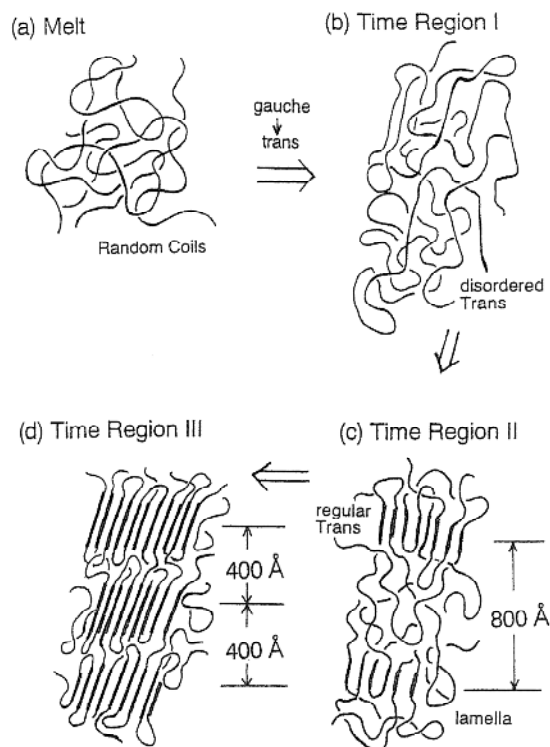 (a) Melt
(b) Time Region I
gauche
trans
Random Coils
disordered
Trans
(d) Time Region III
(c) Time Region II
regular
Trans
400 Å
400 Å
800 Å
lamella